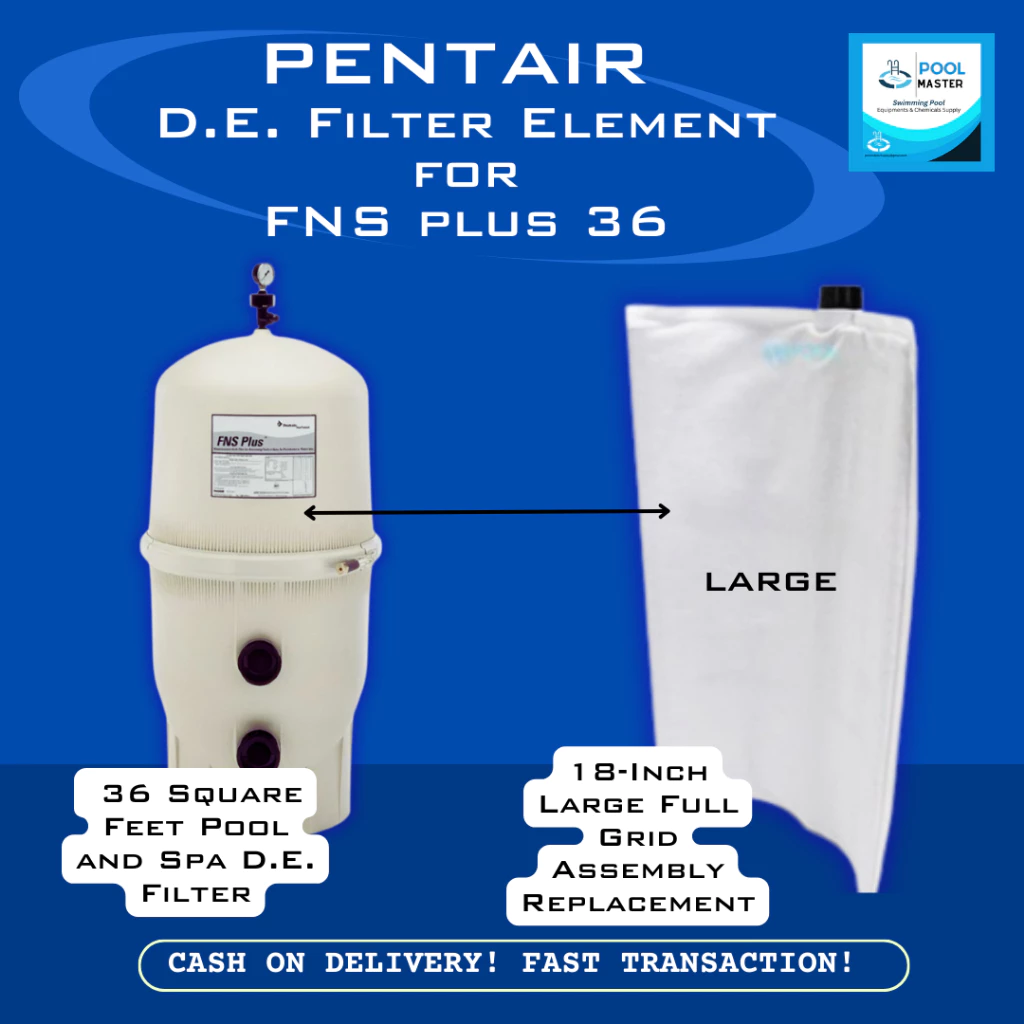 PENTAIR
D.E. FILTER ELEMENT
FOR
FNS PLUS 36
POOL
MASTER
Swimming Pool
Equipments & Chemicals Supply
FNS Plus
LARGE
36 SQUARE
FEET POOL
AND SPA D.E.
FILTER
18-INCH
LARGE FULL
GRID
ASSEMBLY
REPLACEMENT
CASH ON DELIVERY! FAST TRANSACTION!